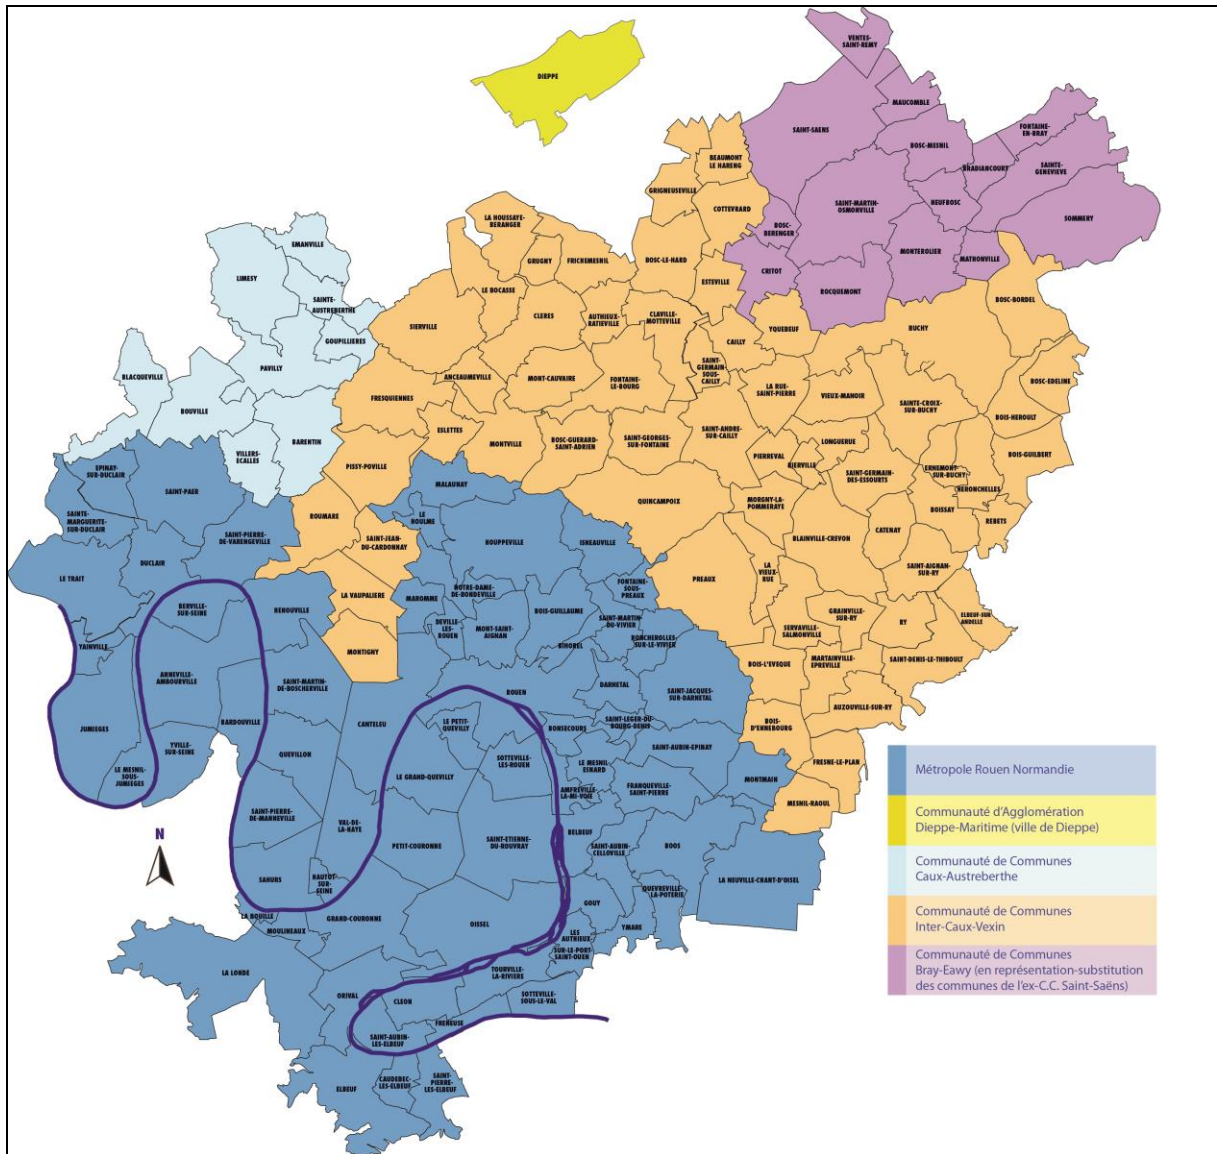 VENTES-
SAINT-REMY
DIEPPE
MAUCOMBLE
SAINT-SAENS
FONTAINE-
EN-BRAY
BOSC-MESNIL
BEAUMONT
LE HARENG
BRADIANCOURT
SAINTE-
GENEVIEVE
GRIGNEUSEVILLE
SAINT-MARTIN-
OSMONVILLE
NEUFBOSC
COTTEVRARD
SOMMERY
LA HOUSSAYE-
BERANGER
BOSC-
BERENGER
EMANVILLE
MONTEROLIER
MATHONVILLE
GRUGNY
FRICHEMESNIL
BOSC-LE-HARD
CRITOT
LIMESY
ESTEVILLE
ROCQUEMONT
LE BOCASSE
BOSC-BORDEL
SAINTE-
AUSTREBERTHE
SIERVILLE
CLERES
AUTHIEUX-
RATIEVILLE
CLAVILLE-
MOTTEVILLE
YQUEBEUF
BUCHY
GOUPILLIERES
CAILLY
PAVILLY
SAINT-
GERMAIN-
SOUS-
CAILLY
BLACQUEVILLE
ANCEAUMEVILLE
MONT-CAUVAIRE
FONTAINE-
LE-BOURG
BOSC-EDELINE
LA RUE-
SAINT-PIERRE
VIEUX-MANOIR
FRESQUIENNES
SAINTE-CROIX-
SUR-BUCHY
BOUVILLE
BOIS-HEROULT
ESLETTES
BARENTIN
MONTVILLE
BOSC-GUERARD-
SAINT-ADRIEN
SAINT-GEORGES-
SUR-FONTAINE
SAINT-ANDRE-
SUR-CAILLY
LONGUERUE
VILLERS-
ECALLES
PIERREVAL
BIERVILLE
BOIS-GUILBERT
PISSY-POVILLE
EPINAY-
SUR-DUCLAIR
SAINT-GERMAIN-
DES-ESSOURTS
ERNEMONT-
SUR-BUCHY
MALAUNAY
SAINT-PAER
HERONCHELLES
QUINCAMPOIX
MORGNY-LA-
POMMERAYE
BOISSAY
SAINTE-
MARGUERITE-
SUR-DUCLAIR
LE
HOULME
ROUMARE
REBETS
CATENAY
SAINT-PIERRE-
DE-VARENGEVILLE
SAINT-JEAN-
DU-CARDONNAY
HOUPPEVILLE
ISNEAUVILLE
BLAINVILLE-CREVON
DUCLAIR
PREAUX
LA
VIEUX-
RUE
SAINT-AIGNAN-
SUR-RY
LE TRAIT
FONTAINE-
SOUS-
PREAUX
LA VAUPALIERE
MAROMME
NOTRE-DAME-
DE-BONDEVILLE
BERVILLE-
SUR-SEINE
HENOUVILLE
BOIS-GUILLAUME
GRAINVILLE-
SUR-RY
ELBEUF-SUR-
ANDELLE
SAINT-MARTIN-
DU-VIVIER
RY
DEVILLE-
LES-
ROUEN
MONT-SAINT-
AIGNAN
SERVAVILLE-
SALMONVILLE
RONCHEROLLES-
SUR-LE-VIVIER
BIHOREL
YAINVILLE
MONTIGNY
BOIS-L'EVEQUE
MARTAINVILLE-
EPREVILLE
SAINT-DENIS-LE-THIBOULT
ANNEVILLE-
AMBOURVILLE
SAINT-MARTIN-
DE-BOSCHERVILLE
DARNETAL
SAINT-JACQUES-
SUR-DARNETAL
ROUEN
AUZOUVILLE-SUR-RY
BARDOUVILLE
CANTELEU
LE PETIT-
QUEVILLY
SAINT-LEGER-DU-
BOURG-DENIS
JUMIEGES
BONSECOURS
BOIS-
D'ENNEBOURG
YVILLE-
SUR-SEINE
QUEVILLON
SAINT-AUBIN-EPINAY
SOTTEVILLE-
LES-ROUEN
LE MESNIL-
SOUS-
JUMIEGES
LE MESNIL
ESNARD
FRESNE-LE-PLAN
LE GRAND-QUEVILLY
MONTMAIN
FRANQUEVILLE-
SAINT-PIERRE
AMFREVILLE-
LA-MI-VOIE
MESNIL-RAOUL
SAINT-PIERRE-
DE-MANNEVILLE
VAL-DE-
LA-HAYE
BELBEUF
N
PETIT-COURONNE
SAINT-ETIENNE-
DU-ROUVRAY
SAINT-AUBIN-
CELLOVILLE
BOOS
SAHURS
HAUTOT-
SUR-
SEINE
LA NEUVILLE-CHANT-D'OISEL
QUEVREVILLE-
LA-POTERIE
GOUY
LA BOUILLE
GRAND-COURONNE
MOULINEAUX
OISSEL
YMARE
LES
AUTHIEUX-
SUR-LE-PORT-
SAINT-OUEN
LA LONDE
TOURVILLE-
LA-RIVIERE
ORIVAL
CLEON
SOTTEVILLE-
SOUS-LE-VAL
FRENEUSE
SAINT-AUBIN-
LES-ELBEUF
ELBEUF
CAUDEBEC-
LES-ELBEUF
SAINT-
PIERRE-
LES-ELBEUF
Métropole Rouen Normandie
Communauté d'Agglomération
Dieppe-Maritime (ville de Dieppe)
Communauté de Communes
Caux-Austreberthe
Communauté de Communes
Inter-Caux-Vexin
Communauté de Communes
Bray-Eawy (en représentation-substitution
des communes de l'ex-C.C. Saint-Saëns)